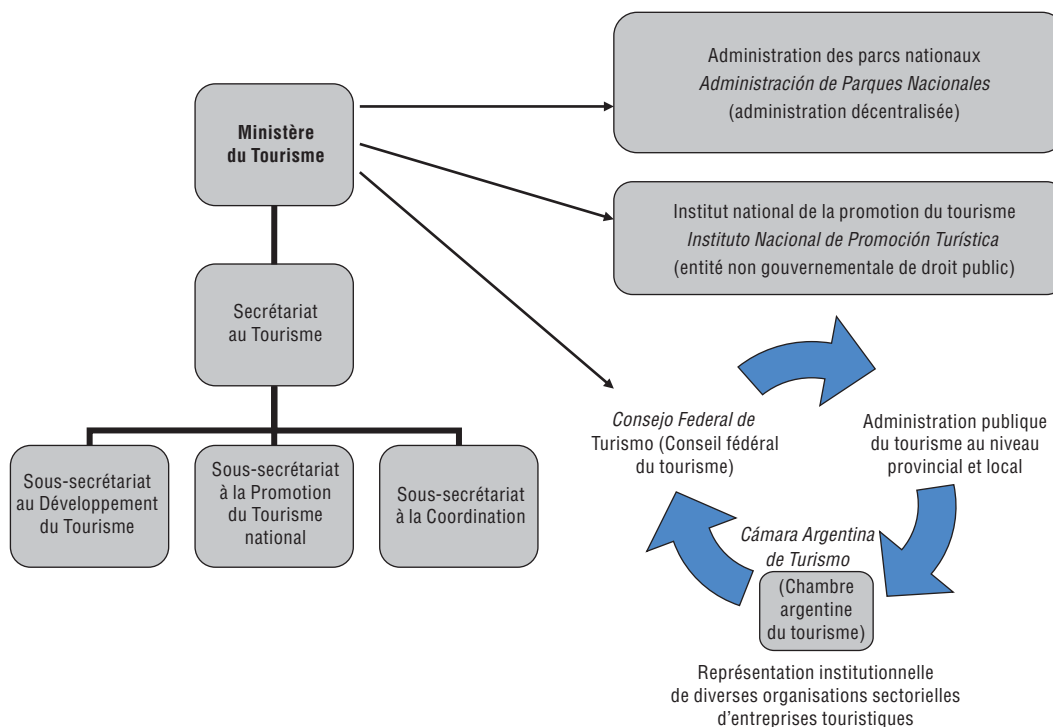 Administration des parcs nationaux
Administración de Parques Nacionales
(administration décentralisée)
Ministère
du Tourisme
Institut national de la promotion du tourisme
Instituto Nacional de Promoción Turística
(entité non gouvernementale de droit public)
Secrétariat
au Tourisme
Consejo Federal de
Turismo (Conseil fédéral
du tourisme)
Administration publique
du tourisme au niveau
provincial et local
Sous-secrétariat
au Développement
du Tourisme
Sous-secrétariat
à la Promotion
du Tourisme
national
Sous-secrétariat
à la Coordination
Cámara Argentina
de Turismo
(Chambre
argentine
du tourisme)
Représentation institutionnelle
de diverses organisations sectorielles
d'entreprises touristiques